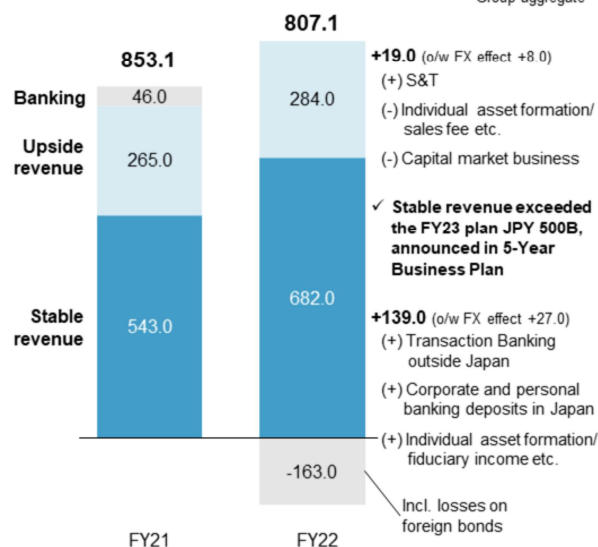 Group aggregate
807.1
853.1
+19.0 (o/w FX effect +8.0)
(+) S&T
Banking
46.0
284.0
(-) Individual asset formation/
sales fee etc.
Upside
revenue
265.0
(-) Capital market business
✓ Stable revenue exceeded
the FY23 plan JPY 500B,
announced in 5-Year
Business Plan
682.0
Stable
revenue
543.0
+139.0 (o/w FX effect +27.0)
(+) Transaction Banking
outside Japan
(+) Corporate and personal
banking deposits in Japan
(+) Individual asset formation/
fiduciary income etc.
-163.0
Incl. losses on
foreign bonds
FY21
FY22